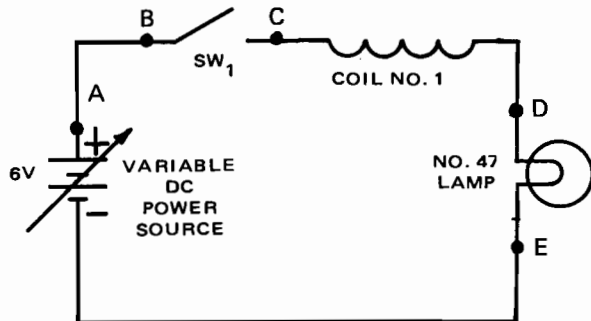 B
C
SW1
COIL NO. 1
A
D
+
6V
VARIABLE
DC
POWER
SOURCE
–
NO. 47
LAMP
E